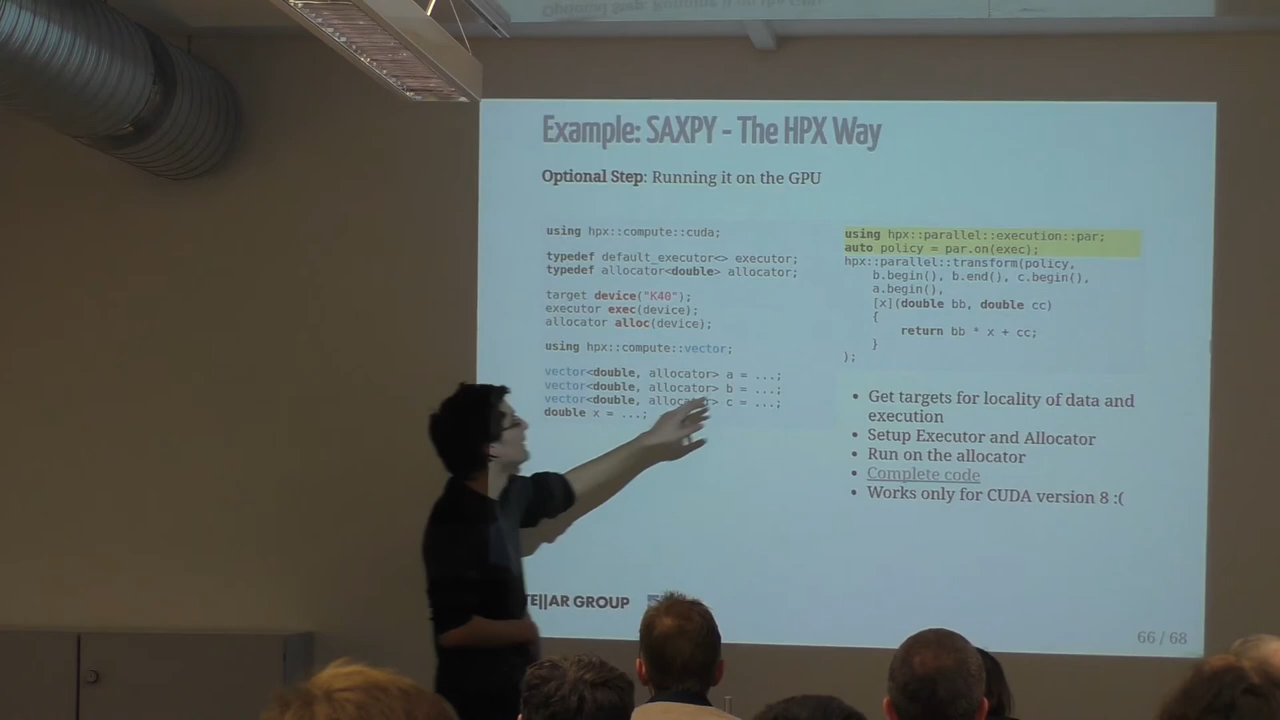 Example: SAXPY - The HPX Way
Optional Step: Running it on the GPU
using hpx::compute::cuda;
typedef default_executor<> executor;
typedef allocator<double> allocator;
target device("K40");
executor exec(device);
allocator alloc(device);
using hpx::compute::vector;
vector<double, allocator> a = ...;
vector<double, allocator> b = ...;
vector<double, allocator> c = ...;
double x = ...;
using hpx::parallel::execution::par;
auto policy = par.on(exec);
hpx::parallel::transform(policy,
b.begin(), b.end(), c.begin(),
a.begin(),
[x](double bb, double cc)
{
return bb * x + cc;
}
);
• Get targets for locality of data and
execution
• Setup Executor and Allocator
• Run on the allocator
• Complete code
• Works only for CUDA version 8 :(
TE||AR GROUP
66 / 68